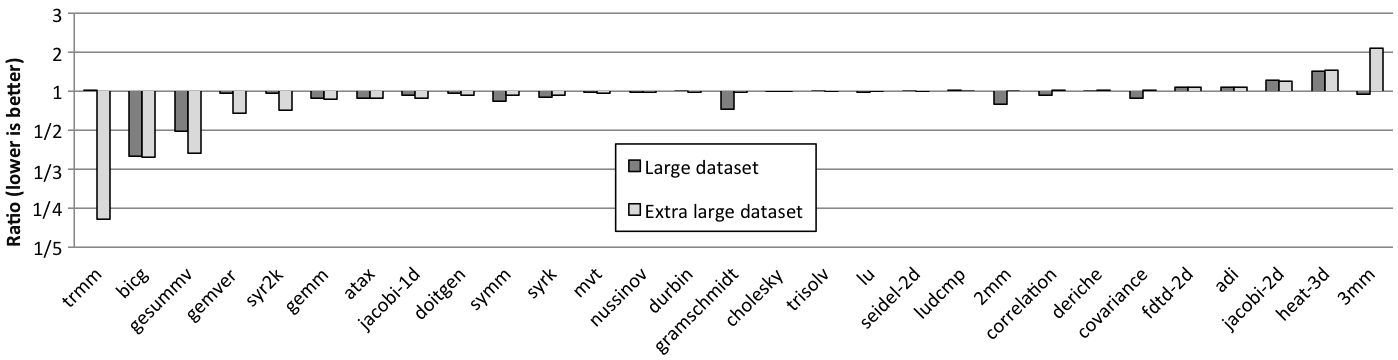 Ratio (lower is better)
3
2
1
1/2
1/3
1/4
1/5
Large dataset
Extra large dataset
trmm
bicg
gesummv
gemver
syr2k
gemm
atax
jacobi-1d
doitgen
symm
syrk
mvt
nussinov
durbin
gramschmidt
cholesky
trisolv
lu
seidel-2d
ludcmp
2mm
correlation
deriche
covariance
fdtd-2d
adi
jacobi-2d
heat-3d
3mm